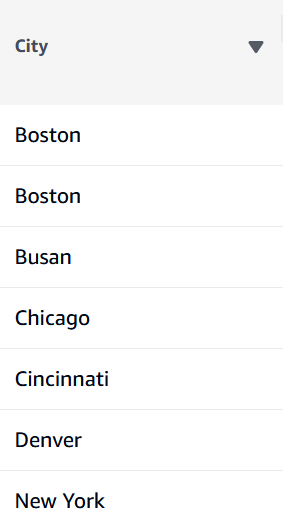 City
Boston
Boston
Busan
Chicago
Cincinnati
Denver
New York